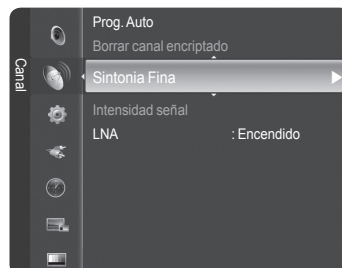 Canal
Prog. Auto
Borrar canal encriptado
Sintonia Fina
Intensidad señal
LNA : Encendido